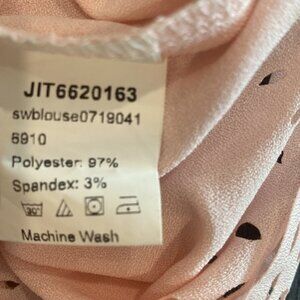 JIT6620163
swblouse0719041
6910
Polyester: 97%
Spandex: 3%
Machine Wash